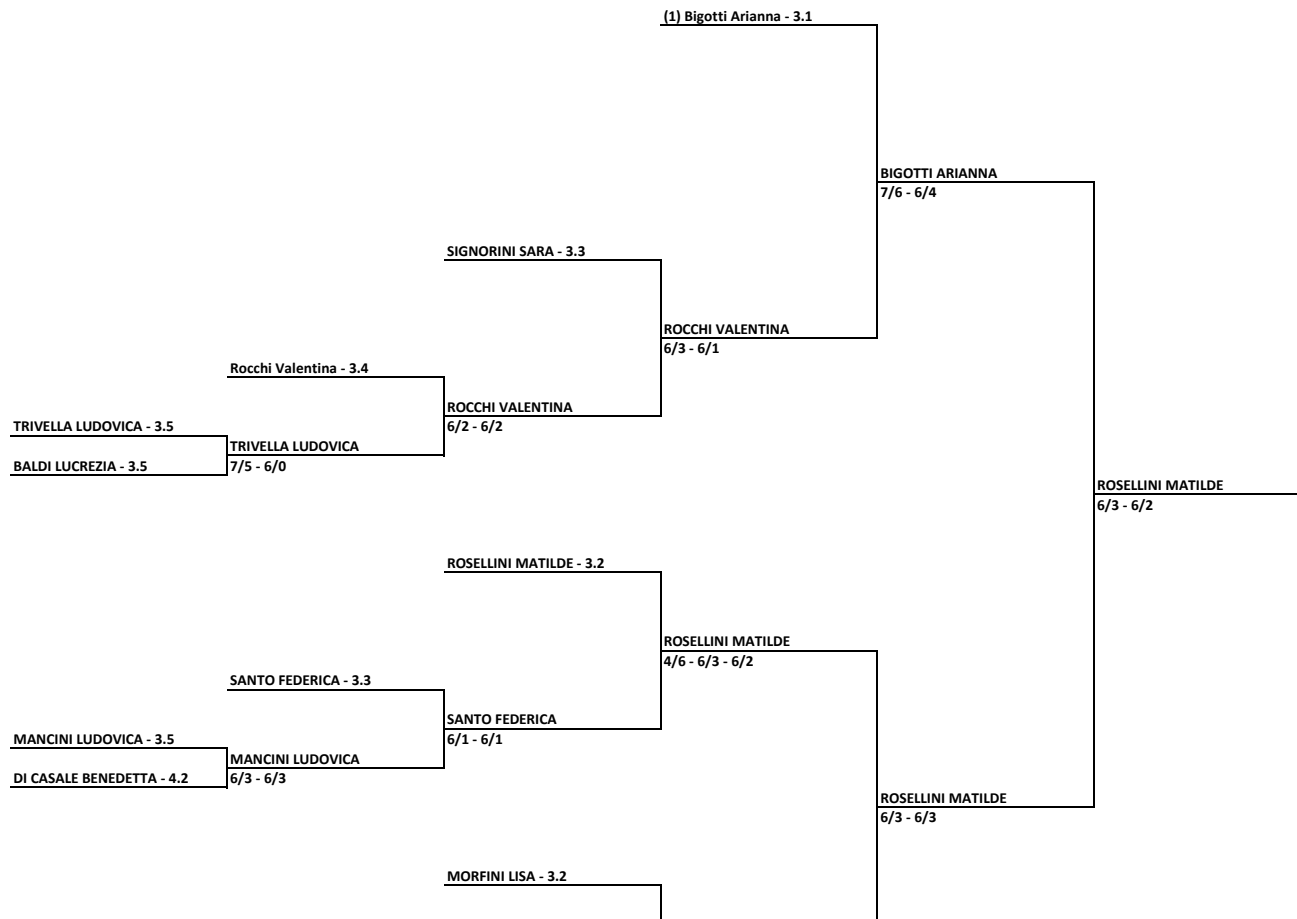 (1) Bigotti Arianna - 3.1
BIGOTTI ARIANNA
7/6 - 6/4
SIGNORINI SARA - 3.3
ROCCHI VALENTINA
6/3 - 6/1
Rocchi Valentina - 3.4
ROCCHI VALENTINA
6/2 - 6/2
TRIVELLA LUDOVICA - 3.5
TRIVELLA LUDOVICA
BALDI LUCREZIA - 3.5
7/5 - 6/0
ROSELLINI MATILDE
6/3 - 6/2
ROSELLINI MATILDE - 3.2
ROSELLINI MATILDE
4/6 - 6/3 - 6/2
SANTO FEDERICA - 3.3
SANTO FEDERICA
6/1 - 6/1
MANCINI LUDOVICA - 3.5
MANCINI LUDOVICA
DI CASALE BENEDETTA - 4.2
6/3 - 6/3
ROSELLINI MATILDE
6/3 - 6/3
MORFINI LISA - 3.2